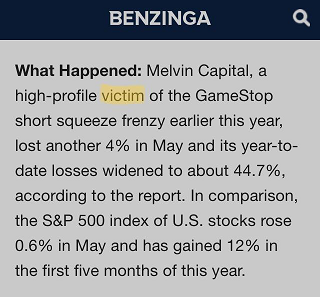 BENZINGA
What Happened: Melvin Capital, a
high-profile victim of the GameStop
short squeeze frenzy earlier this year,
lost another 4% in May and its year-to-
date losses widened to about 44.7%,
according to the report. In comparison,
the S&P 500 index of U.S. stocks rose
0.6% in May and has gained 12% in
the first five months of this year.